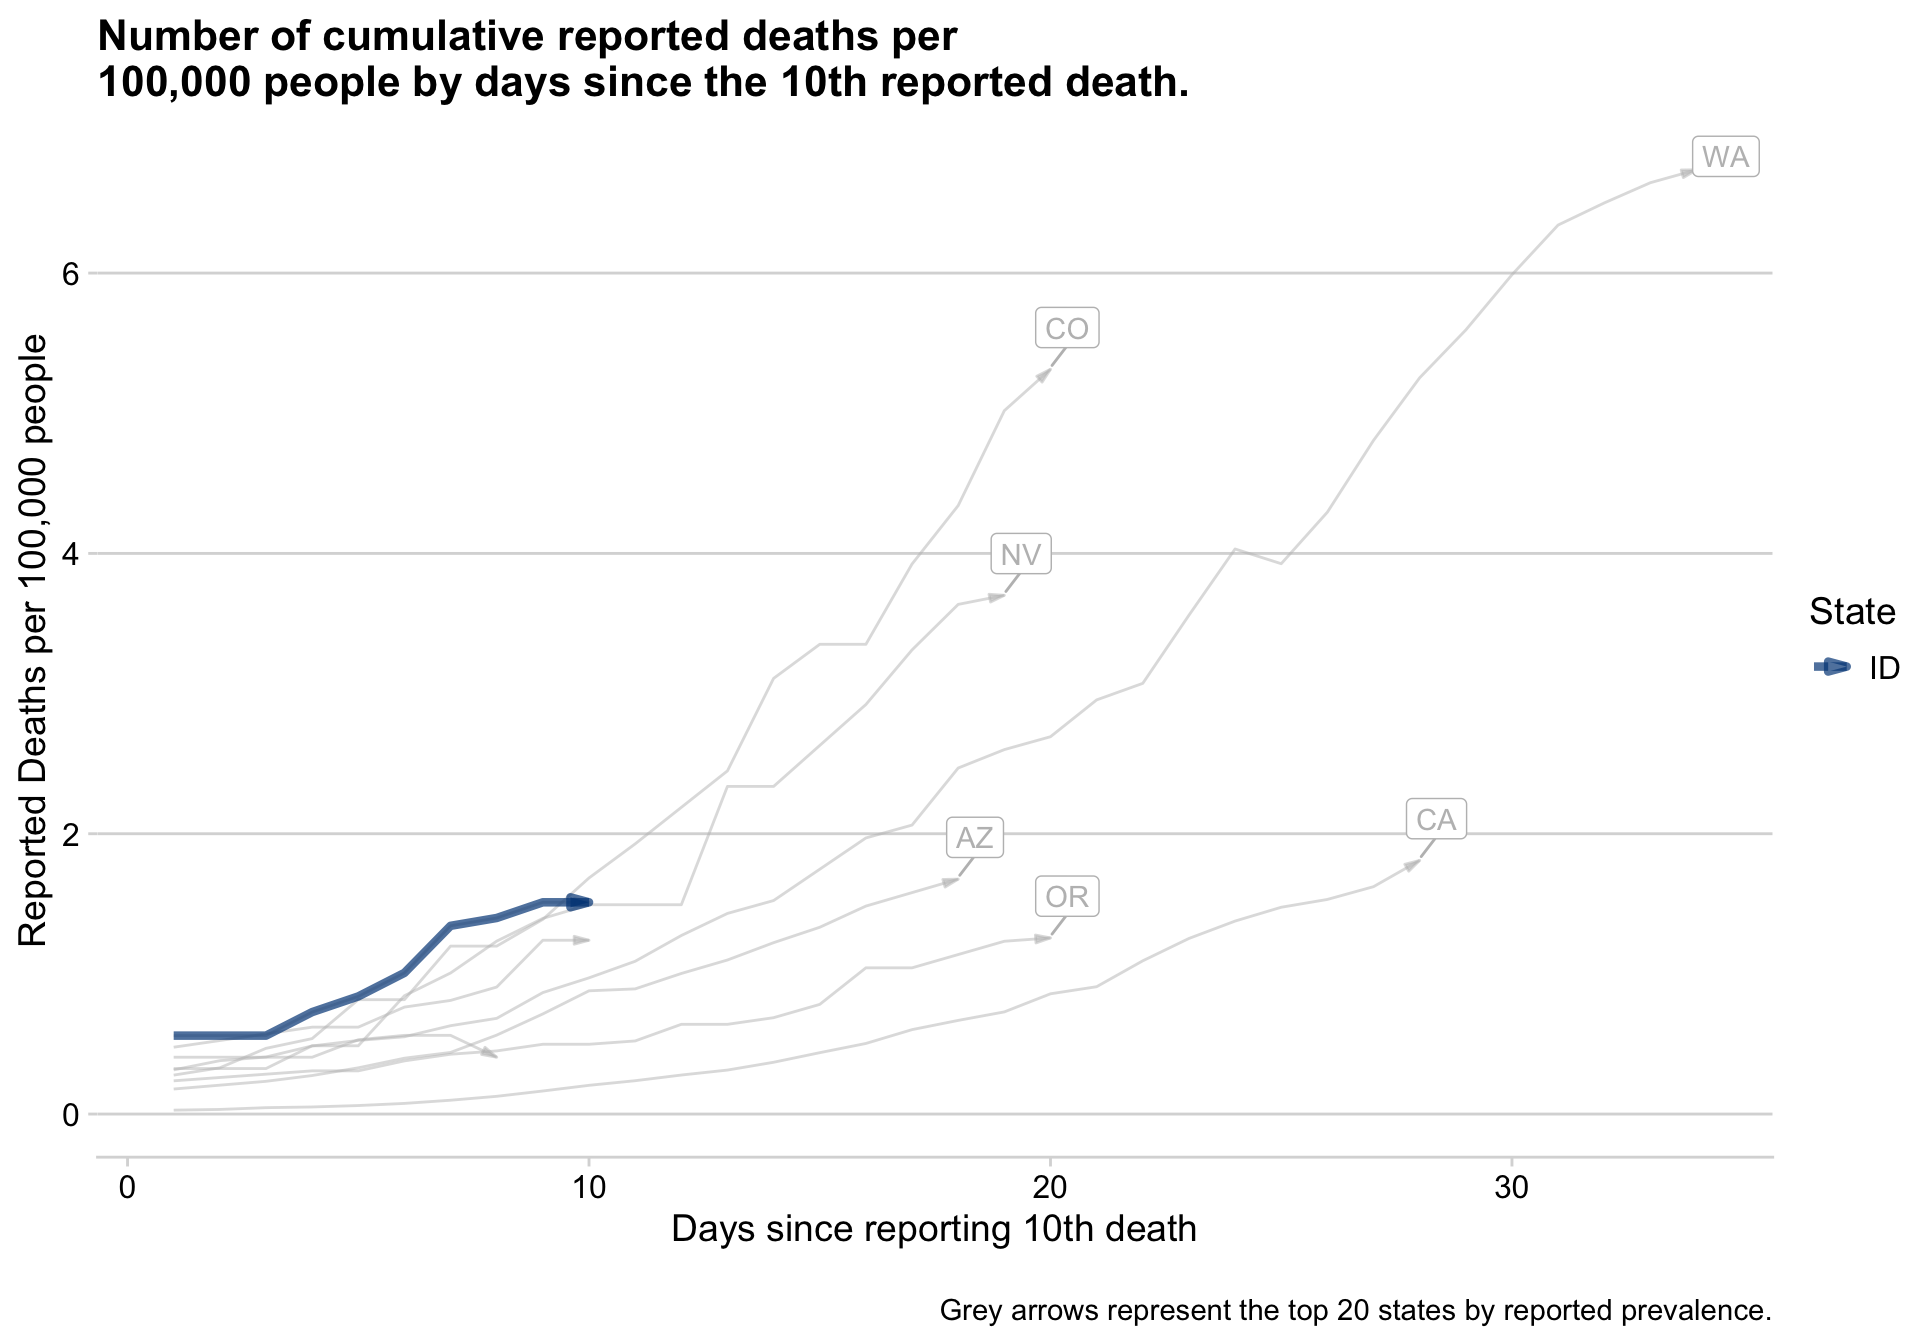 Number of cumulative reported deaths per
100,000 people by days since the 10th reported death.
WA
6
CO
4
NV
State
ID
2
AZ
CA
OR
0
Reported Deaths per 100,000 people
0 10 20 30
Days since reporting 10th death
Grey arrows represent the top 20 states by reported prevalence.